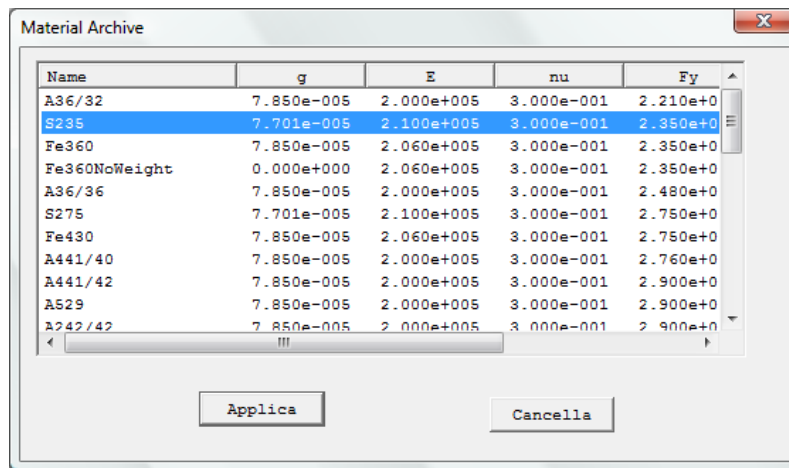 Material Archive
Name g E nu Fy
A36/32 7.850e-005 2.000e+005 3.000e-001 2.210e+0
S235 7.701e-005 2.100e+005 3.000e-001 2.350e+0
Fe360 7.850e-005 2.060e+005 3.000e-001 2.350e+0
Fe360NoWeight 0.000e+000 2.060e+005 3.000e-001 2.350e+0
A36/36 7.850e-005 2.000e+005 3.000e-001 2.480e+0
S275 7.701e-005 2.100e+005 3.000e-001 2.750e+0
Fe430 7.850e-005 2.060e+005 3.000e-001 2.750e+0
A441/40 7.850e-005 2.000e+005 3.000e-001 2.760e+0
A441/42 7.850e-005 2.000e+005 3.000e-001 2.900e+0
A529 7.850e-005 2.000e+005 3.000e-001 2.900e+0
A242/42 7.850e-005 2.000e+005 3.000e-001 2.900e+0
Applica Cancella